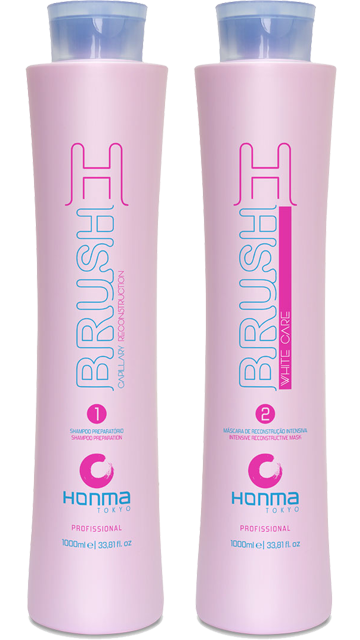 H BRUSH
CAPILLARY RECONSTRUCTION
1
SHAMPOO PREPARATÓRIO
SHAMPOO PREPARATION
HONMA
TOKYO
PROFISSIONAL
1000ml ℮ | 33,81 fl. oz
H BRUSH
WHITE CARE
2
MÁSCARA DE RECONSTRUÇÃO INTENSIVA
INTENSIVE RECONSTRUCTIVE MASK
HONMA
TOKYO
PROFISSIONAL
1000ml ℮ | 33,81 fl. oz